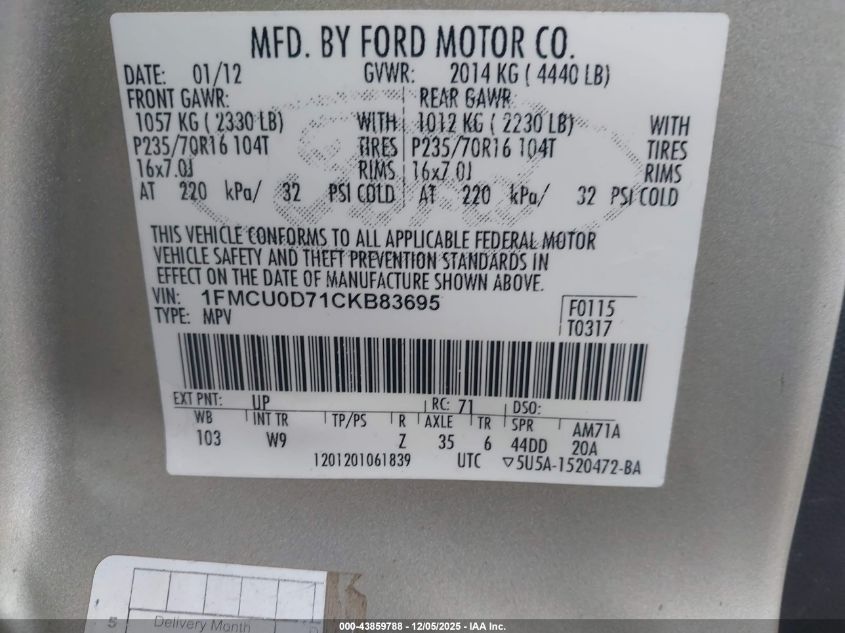 MFD. BY FORD MOTOR CO.
DATE: 01/12 GVWR: 2014 KG ( 4440 LB)
FRONT GAWR: REAR GAWR:
1057 KG ( 2330 LB) WITH 1012 KG ( 2230 LB) WITH
P235/70R16 104T TIRES P235/70R16 104T TIRES
16x7.0J RIMS 16x7.0J RIMS
AT 220 kPa/ 32 PSI COLD AT 220 kPa/ 32 PSI COLD
THIS VEHICLE CONFORMS TO ALL APPLICABLE FEDERAL MOTOR
VEHICLE SAFETY AND THEFT PREVENTION STANDARDS IN
EFFECT ON THE DATE OF MANUFACTURE SHOWN ABOVE.
VIN: 1FMCU0D71CKB83695 F0115
TYPE: MPV T0317
EXT PNT: UP RC: 71 DSO:
WB INT TR TP/PS R AXLE TR SPR AM71A
103 W9 Z 35 6 44DD 20A
1201201061839 UTC ▽5U5A-1520472-BA
5 Delivery Month D
000-43859788 - 12/05/2025 - IAA Inc.